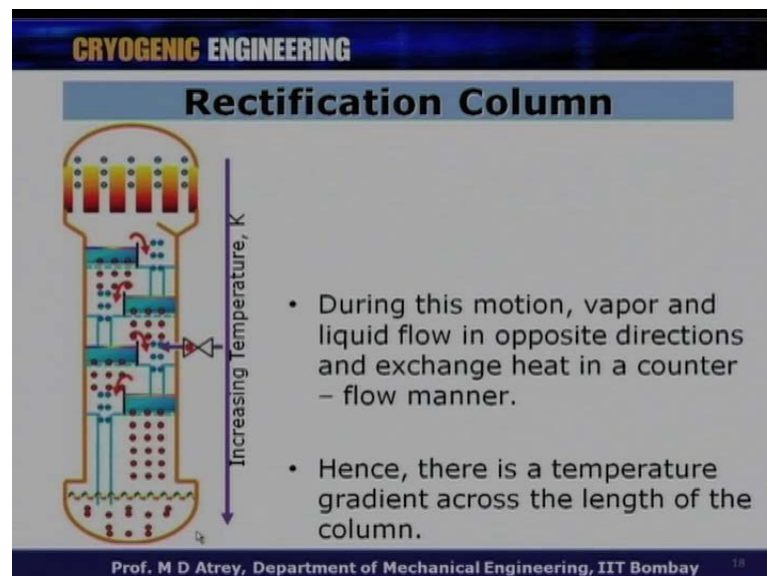 CRYOGENIC ENGINEERING
Rectification Column
Increasing Temperature, K
• During this motion, vapor and
liquid flow in opposite directions
and exchange heat in a counter
– flow manner.
• Hence, there is a temperature
gradient across the length of the
column.
Prof. M D Atrey, Department of Mechanical Engineering, IIT Bombay
18